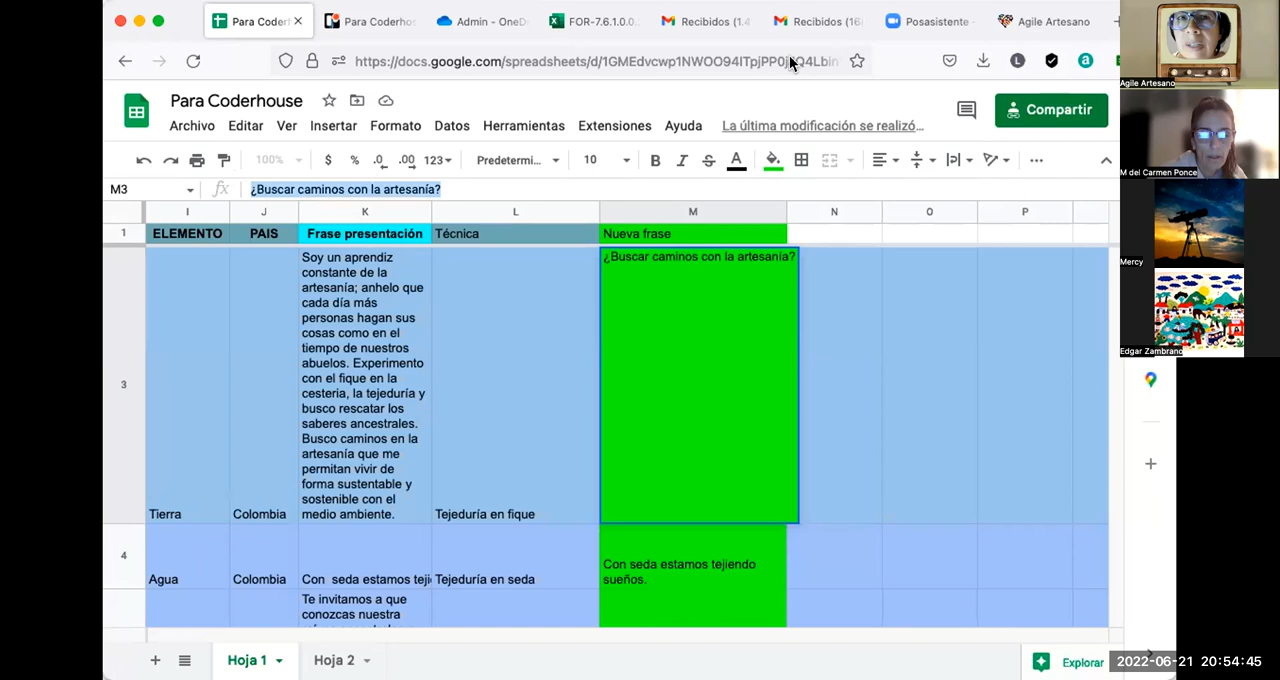 Para Coderh
Para Coderho
Admin - OneD
FOR-7.6.1.0.
Recibidos (1.4
Recibidos (16
Posasistente -
Agile Artesano
https://docs.google.com/spreadsheets/d/1GMEdvcwp1NWOO94ITpjPP0
Para Coderhouse
Archivo Editar Ver Insertar Formato Datos Herramientas Extensiones Ayuda La última modificación se realizó…
Compartir
100% $ % .0 .00 123 Predetermi... 10 B I S A
M3 fx ¿Buscar caminos con la artesanía?
I J K L M N O P
1 ELEMENTO PAIS Frase presentación Técnica Nueva frase
Soy un aprendiz
constante de la
artesanía; anhelo que
cada día más
personas hagan sus
cosas como en el
tiempo de nuestros
abuelos. Experimento
con el fique en la
cesteria, la tejeduría y
busco rescatar los
saberes ancestrales.
Busco caminos en la
artesanía que me
permitan vivir de
forma sustentable y
sostenible con el
medio ambiente.
¿Buscar caminos con la artesanía?
3
Tierra Colombia Tejeduría en fique
4
Agua Colombia Con seda estamos teji Tejeduría en seda
Con seda estamos tejiendo
sueños.
Te invitamos a que
conozcas nuestra
Hoja 1 Hoja 2
Explorar
Agile Artesano
M del Carmen Ponce
Mercy
Edgar Zambrano
2022-06-21 20:54:45